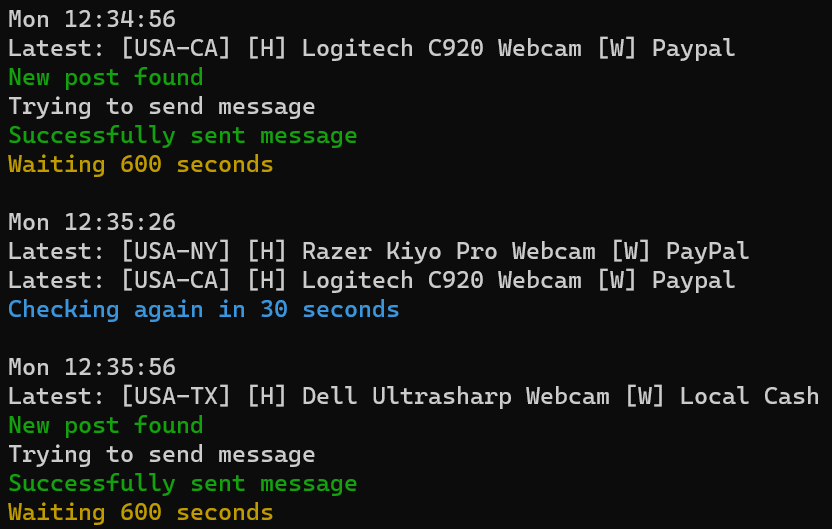 Mon 12:34:56
Latest: [USA-CA] [H] Logitech C920 Webcam [W] Paypal
New post found
Trying to send message
Successfully sent message
Waiting 600 seconds
Mon 12:35:26
Latest: [USA-NY] [H] Razer Kiyo Pro Webcam [W] PayPal
Latest: [USA-CA] [H] Logitech C920 Webcam [W] Paypal
Checking again in 30 seconds
Mon 12:35:56
Latest: [USA-TX] [H] Dell Ultrasharp Webcam [W] Local Cash
New post found
Trying to send message
Successfully sent message
Waiting 600 seconds